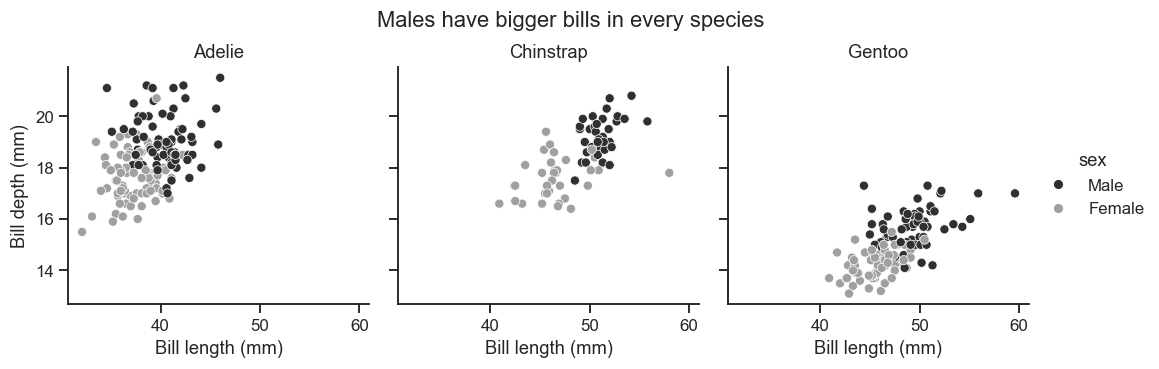 Males have bigger bills in every species
Adelie
Chinstrap
Gentoo
Bill depth (mm)
20
18
16
14
40
50
60
40
50
60
40
50
60
Bill length (mm)
Bill length (mm)
Bill length (mm)
sex
Male
Female